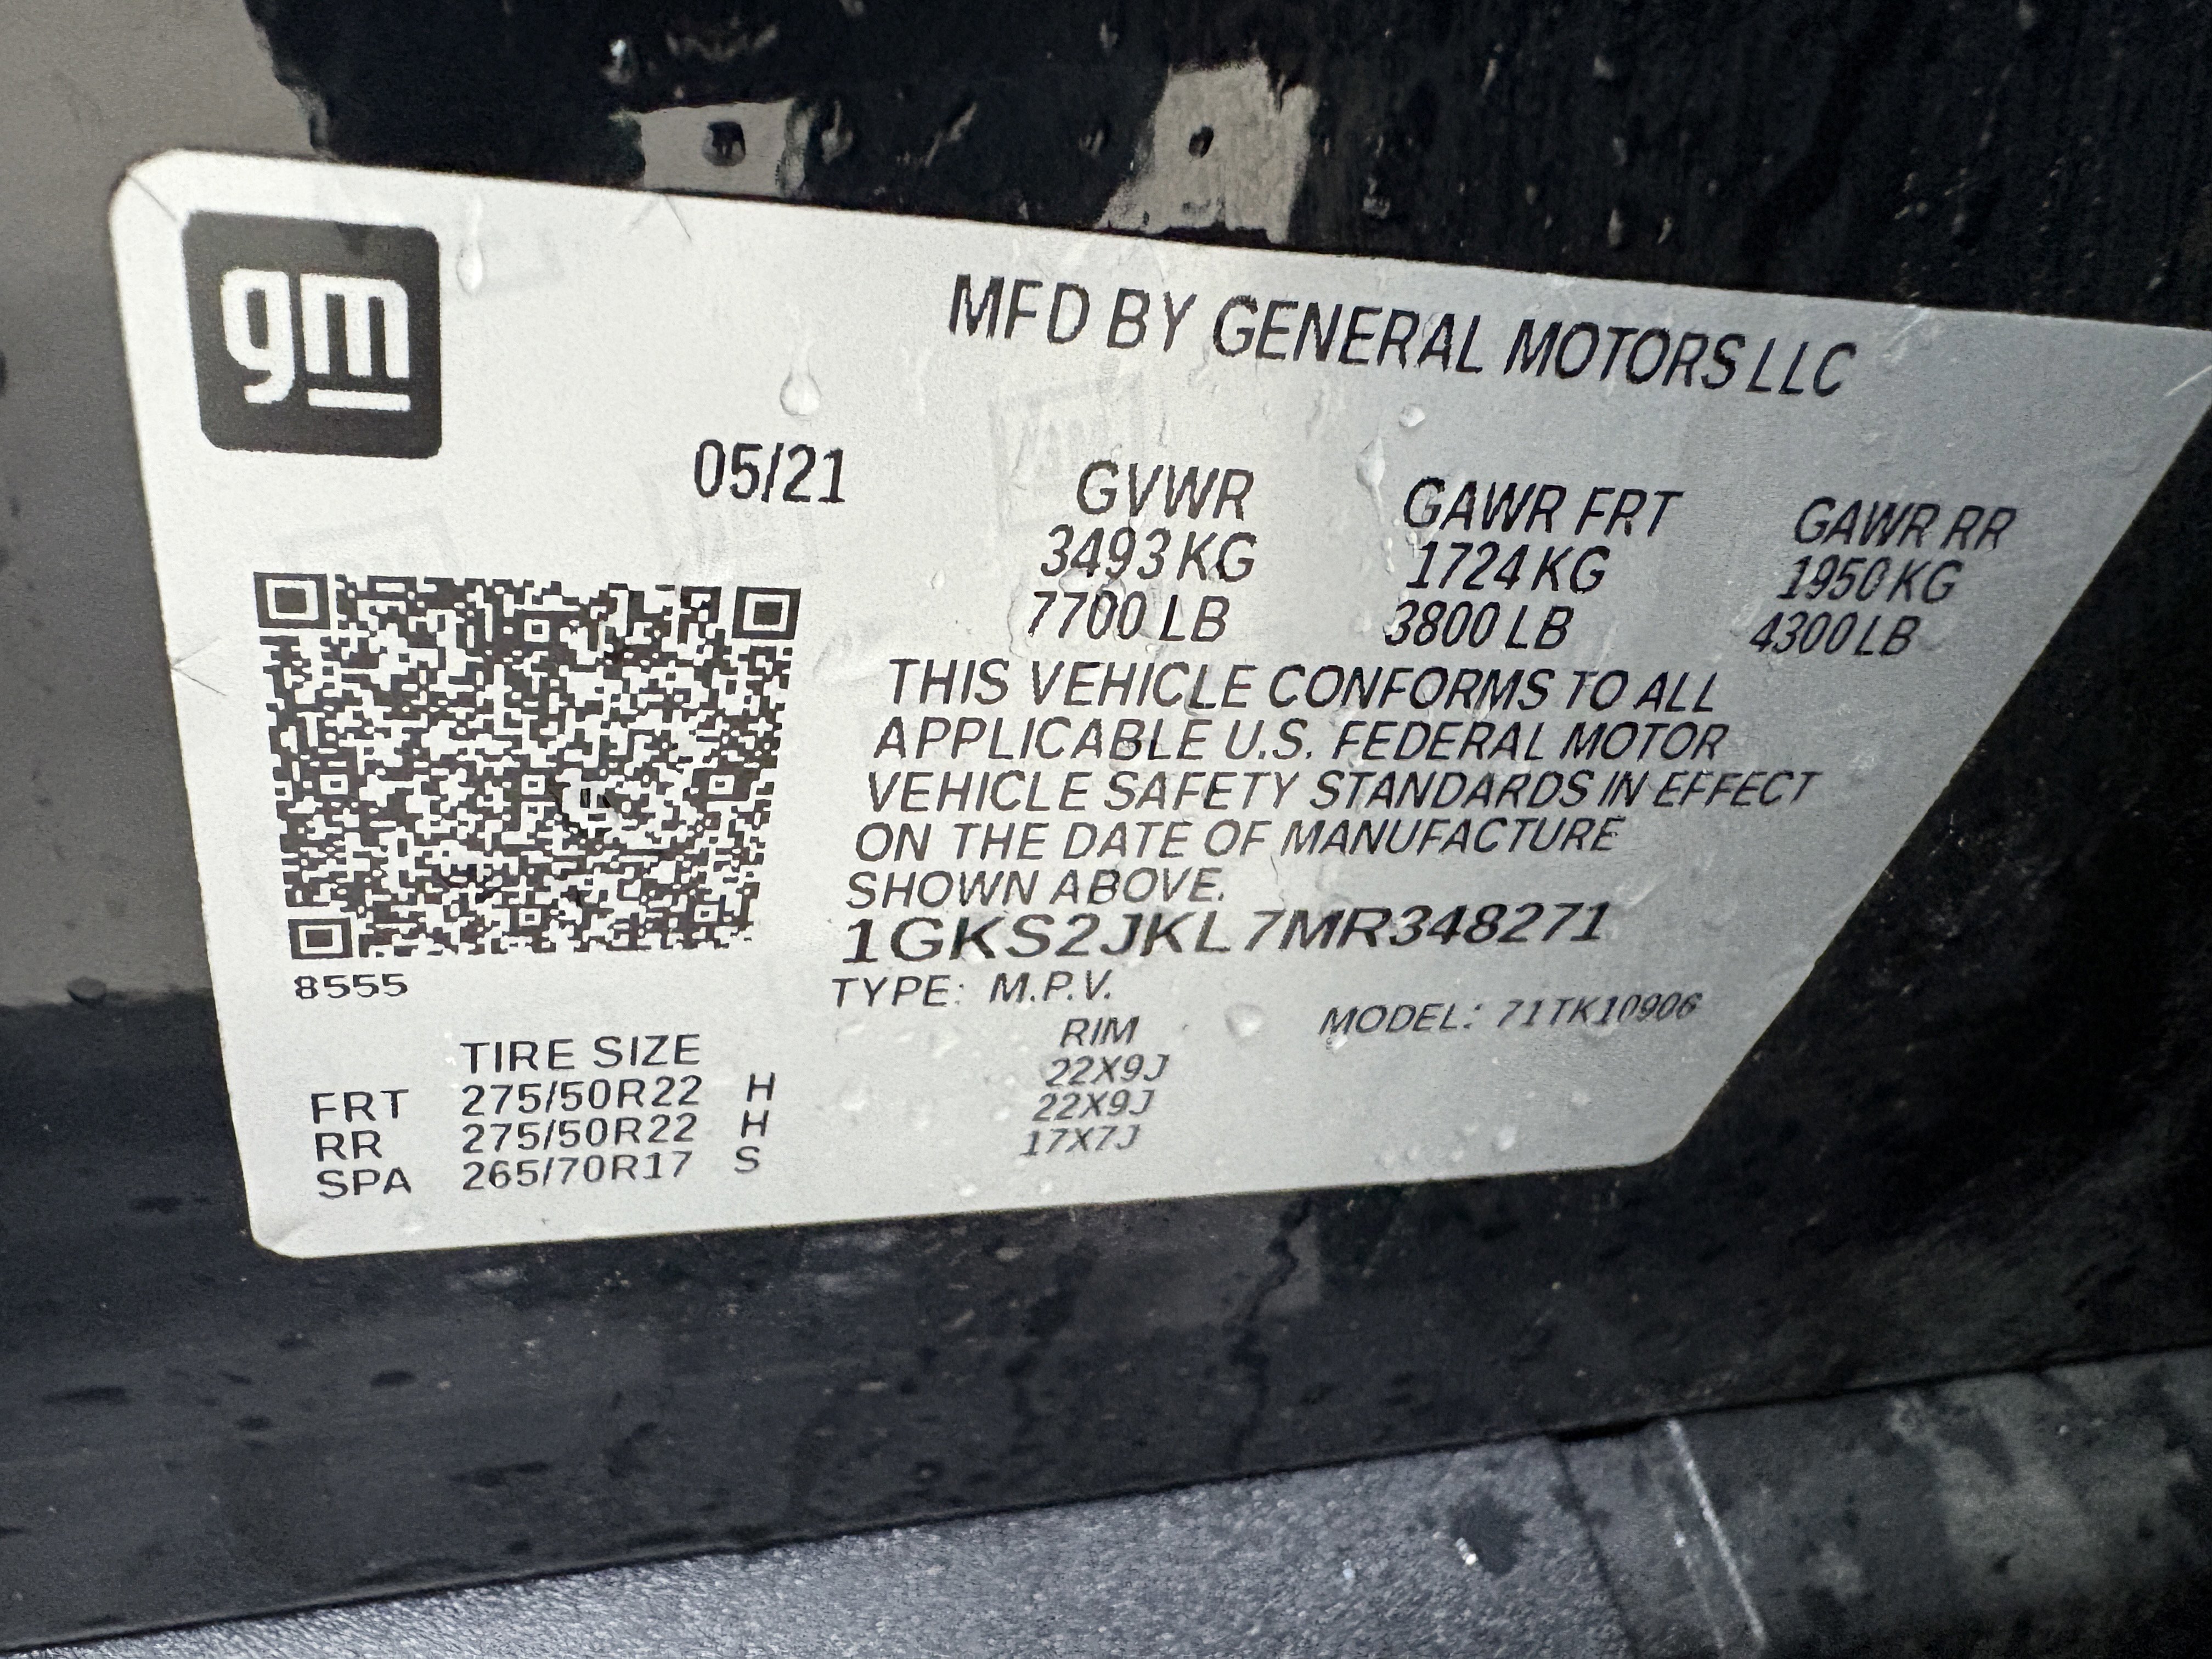 gm
MFD BY GENERAL MOTORS LLC
05/21
GVWR GAWR FRT GAWR RR
3493 KG 1724 KG 1950 KG
7700 LB 3800 LB 4300 LB
THIS VEHICLE CONFORMS TO ALL
APPLICABLE U.S. FEDERAL MOTOR
VEHICLE SAFETY STANDARDS IN EFFECT
ON THE DATE OF MANUFACTURE
SHOWN ABOVE.
1GKS2JKL7MR348271
8555
TYPE: M.P.V. MODEL: 71TK10906
TIRE SIZE RIM
FRT 275/50R22 H 22X9J
RR 275/50R22 H 22X9J
SPA 265/70R17 S 17X7J